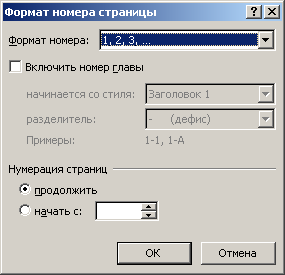 Формат номера страницы
Формат номера: 1, 2, 3, ...
Включить номер главы
начинается со стиля: Заголовок 1
разделитель: - (дефис)
Примеры: 1-1, 1-A
Нумерация страниц
продолжить
начать с:
ОК Отмена